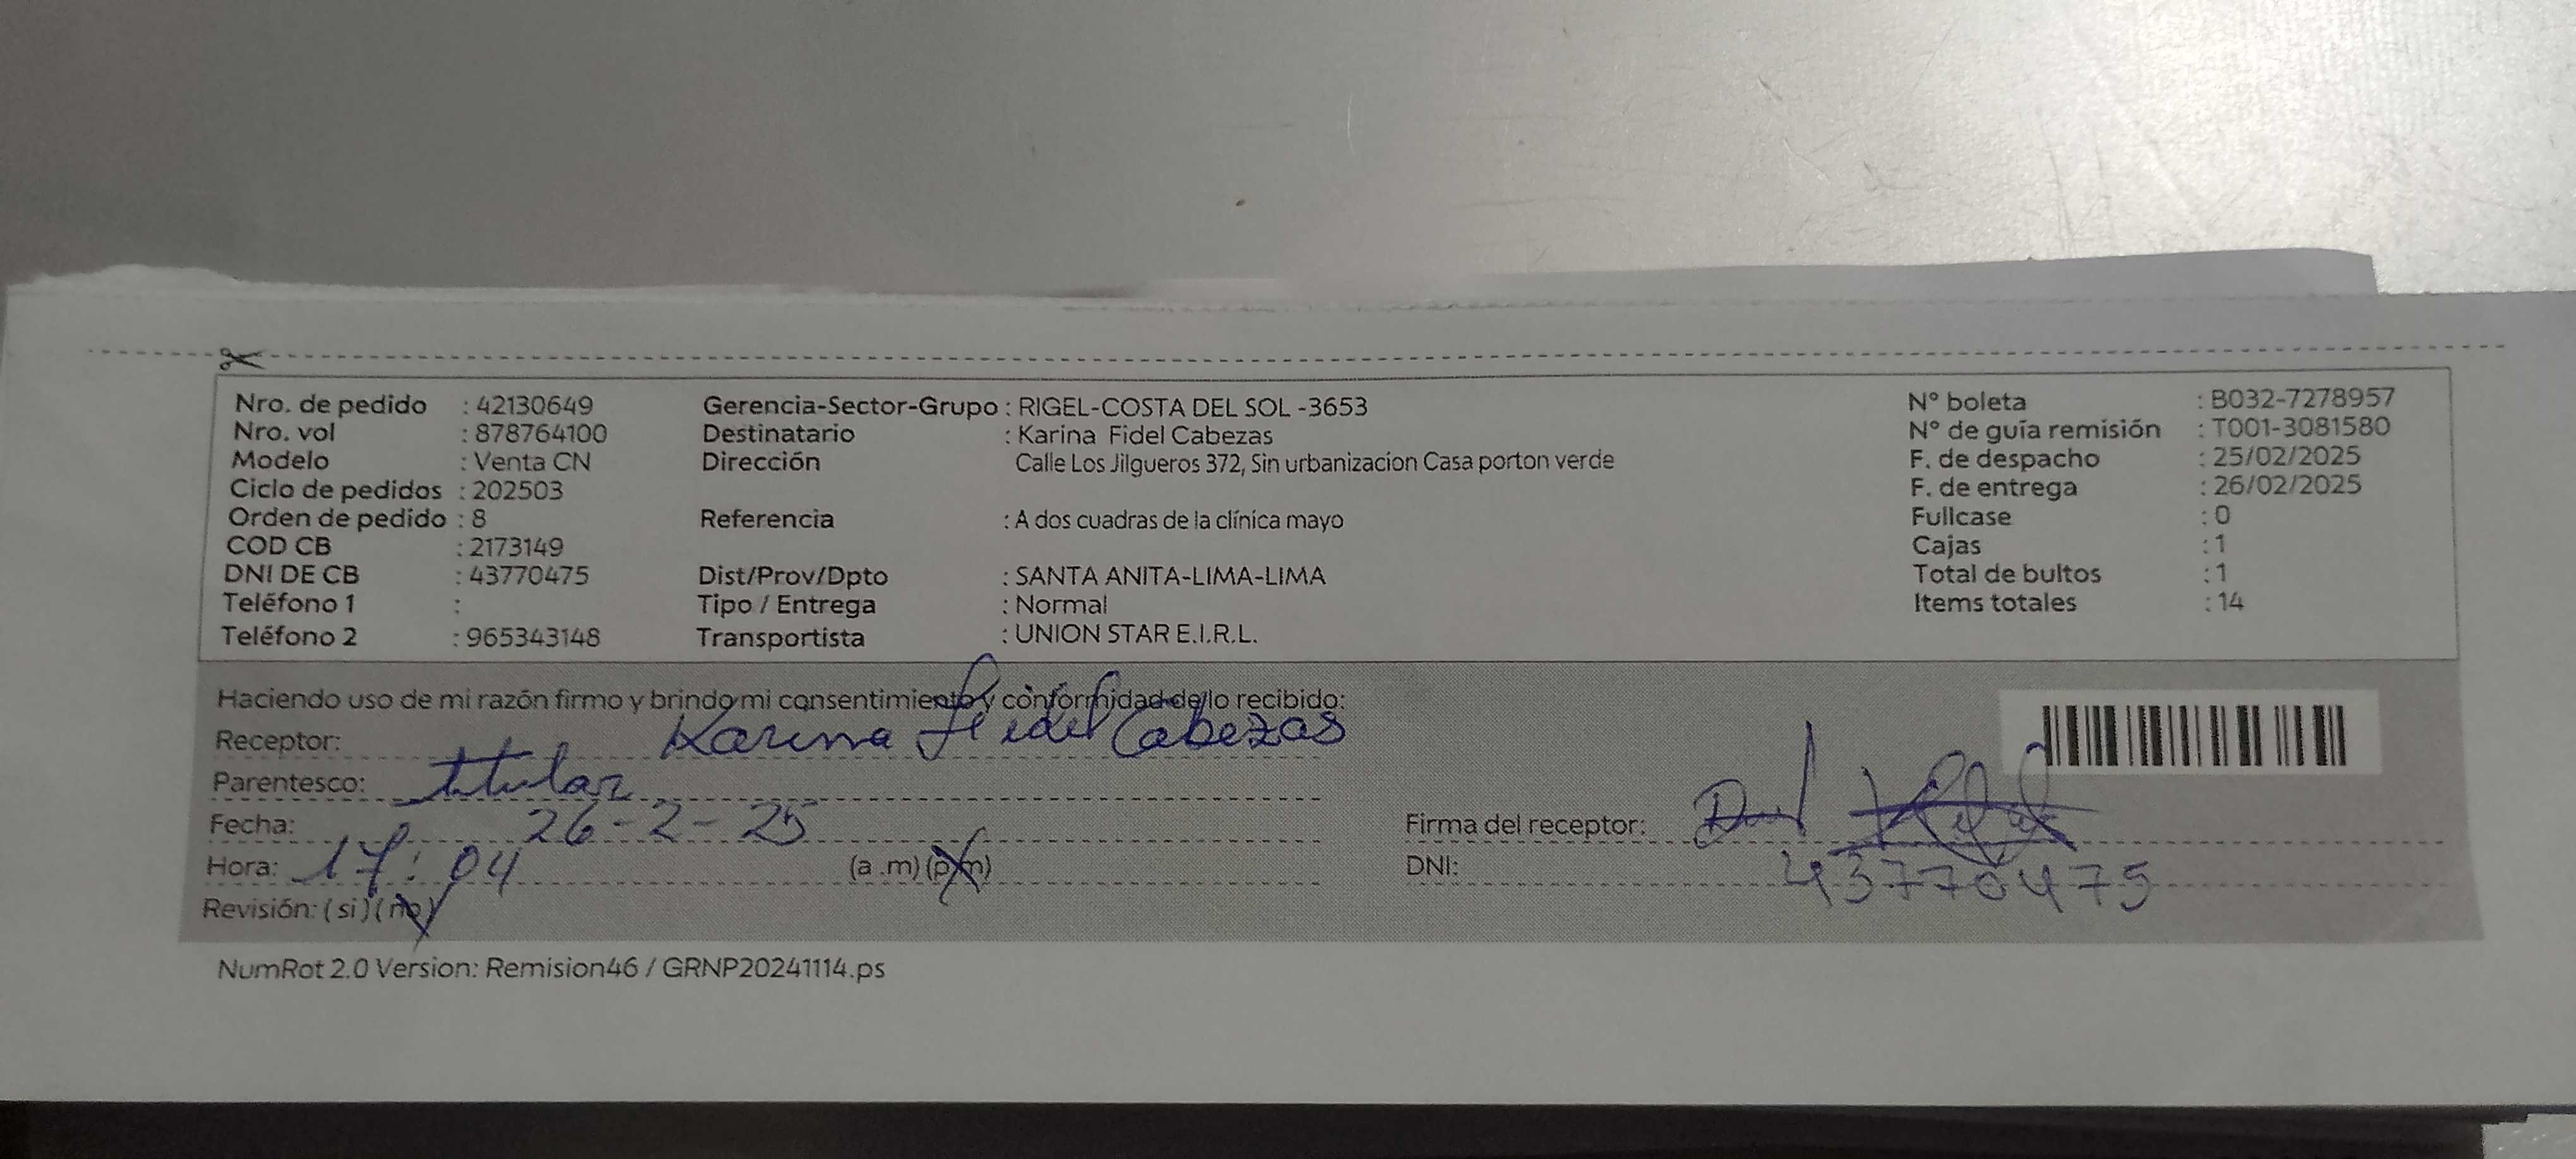 Nro. de pedido : 42130649
Nro. vol : 878764100
Modelo : Venta CN
Ciclo de pedidos : 202503
Orden de pedido : 8
COD CB : 2173149
DNI DE CB : 43770475
Teléfono 1 :
Teléfono 2 : 965343148
Gerencia-Sector-Grupo : RIGEL-COSTA DEL SOL -3653
Destinatario : Karina Fidel Cabezas
Dirección Calle Los Jilgueros 372, Sin urbanizacion Casa porton verde
Referencia : A dos cuadras de la clínica mayo
Dist/Prov/Dpto : SANTA ANITA-LIMA-LIMA
Tipo / Entrega : Normal
Transportista : UNION STAR E.I.R.L.
N° boleta : B032-7278957
N° de guía remisión : T001-3081580
F. de despacho : 25/02/2025
F. de entrega : 26/02/2025
Fullcase : 0
Cajas : 1
Total de bultos : 1
Items totales : 14
Haciendo uso de mi razón firmo y brindo mi consentimiento y conformidad de lo recibido:
Receptor: Karina Fidel Cabezas
Parentesco: titular
Fecha: 26-2-25
Hora: 17:04 (a .m) (p.m)
Revisión: ( si ) ( no )
Firma del receptor:
DNI: 43770475
NumRot 2.0 Version: Remision46 / GRNP20241114.ps